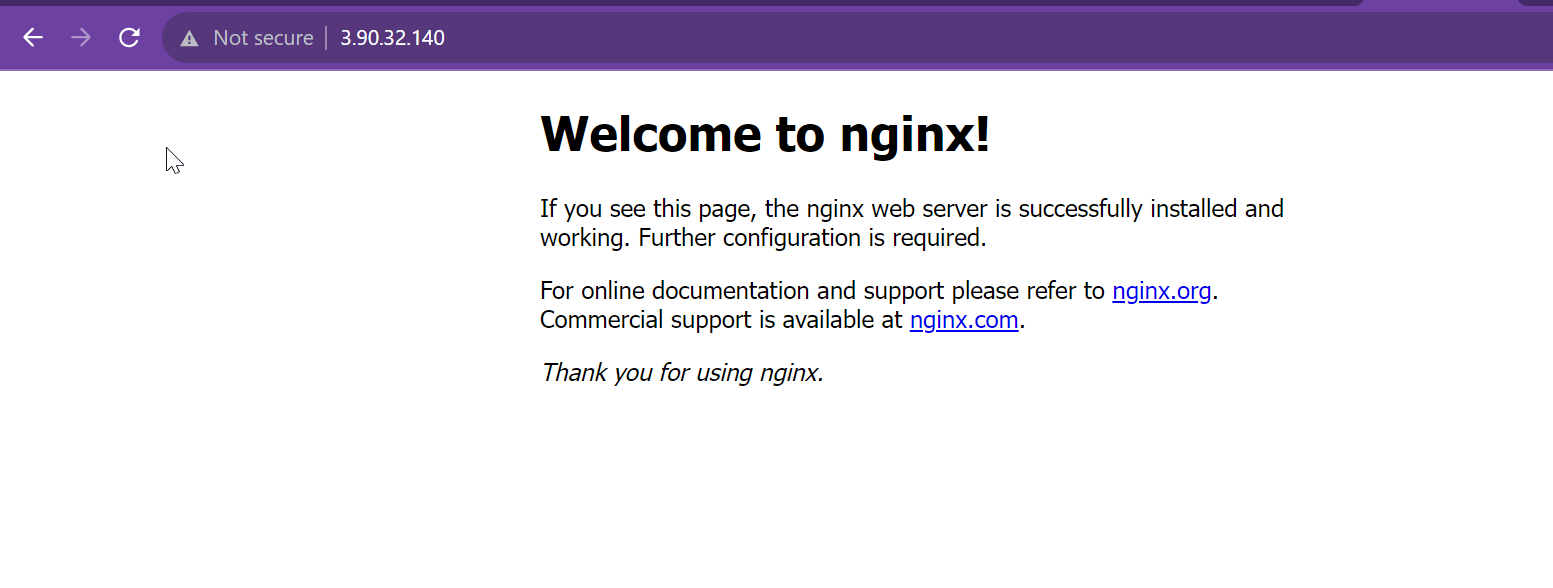 Not secure | 3.90.32.140
Welcome to nginx!
If you see this page, the nginx web server is successfully installed and
working. Further configuration is required.
For online documentation and support please refer to nginx.org.
Commercial support is available at nginx.com.
Thank you for using nginx.